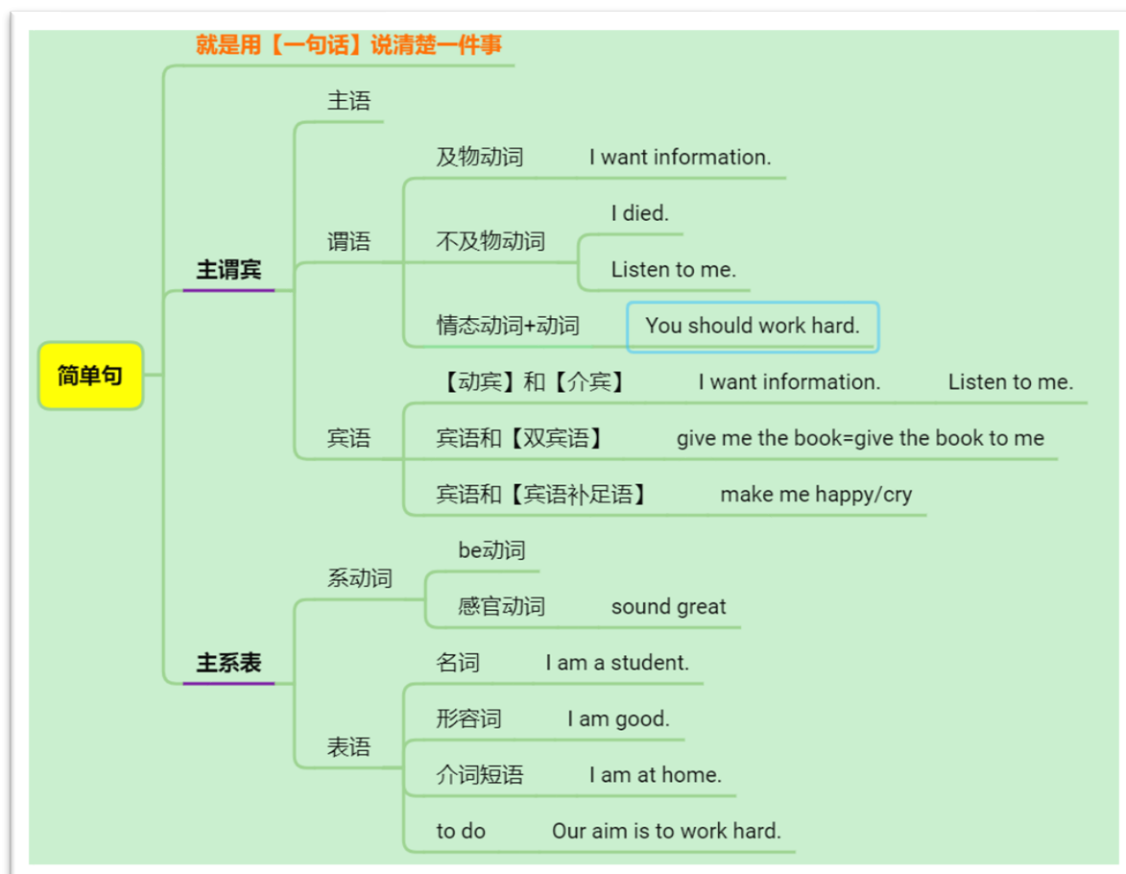 就是用【一句话】说清楚一件事
主语
及物动词 I want information.
I died.
谓语 不及物动词
Listen to me.
主谓宾
情态动词+动词 You should work hard.
简单句
【动宾】和【介宾】 I want information. Listen to me.
宾语 宾语和【双宾语】 give me the book=give the book to me
宾语和【宾语补足语】 make me happy/cry
be动词
系动词
感官动词 sound great
主系表
名词 I am a student.
形容词 I am good.
表语
介词短语 I am at home.
to do Our aim is to work hard.